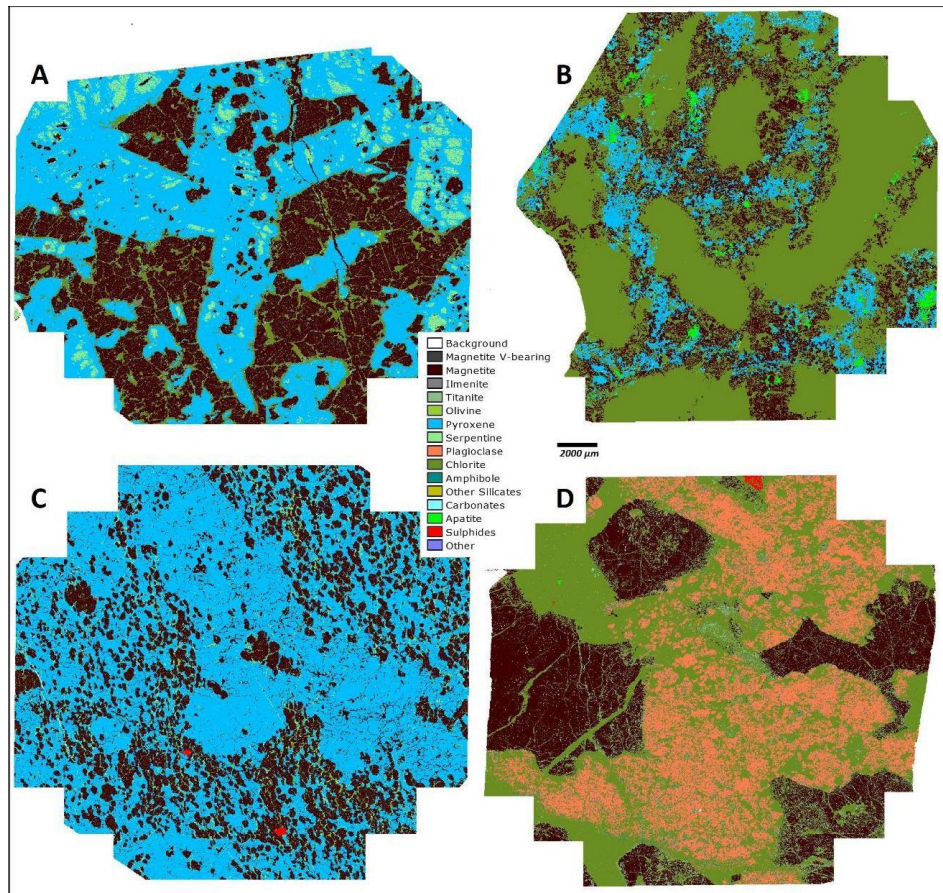 A
B
Background
Magnetite V-bearing
Magnetite
Ilmenite
Titanite
Olivine
Pyroxene
Serpentine
Plagioclase
Chlorite
Amphibole
Other Silicates
Carbonates
Apatite
Sulphides
Other
2000 µm
C
D